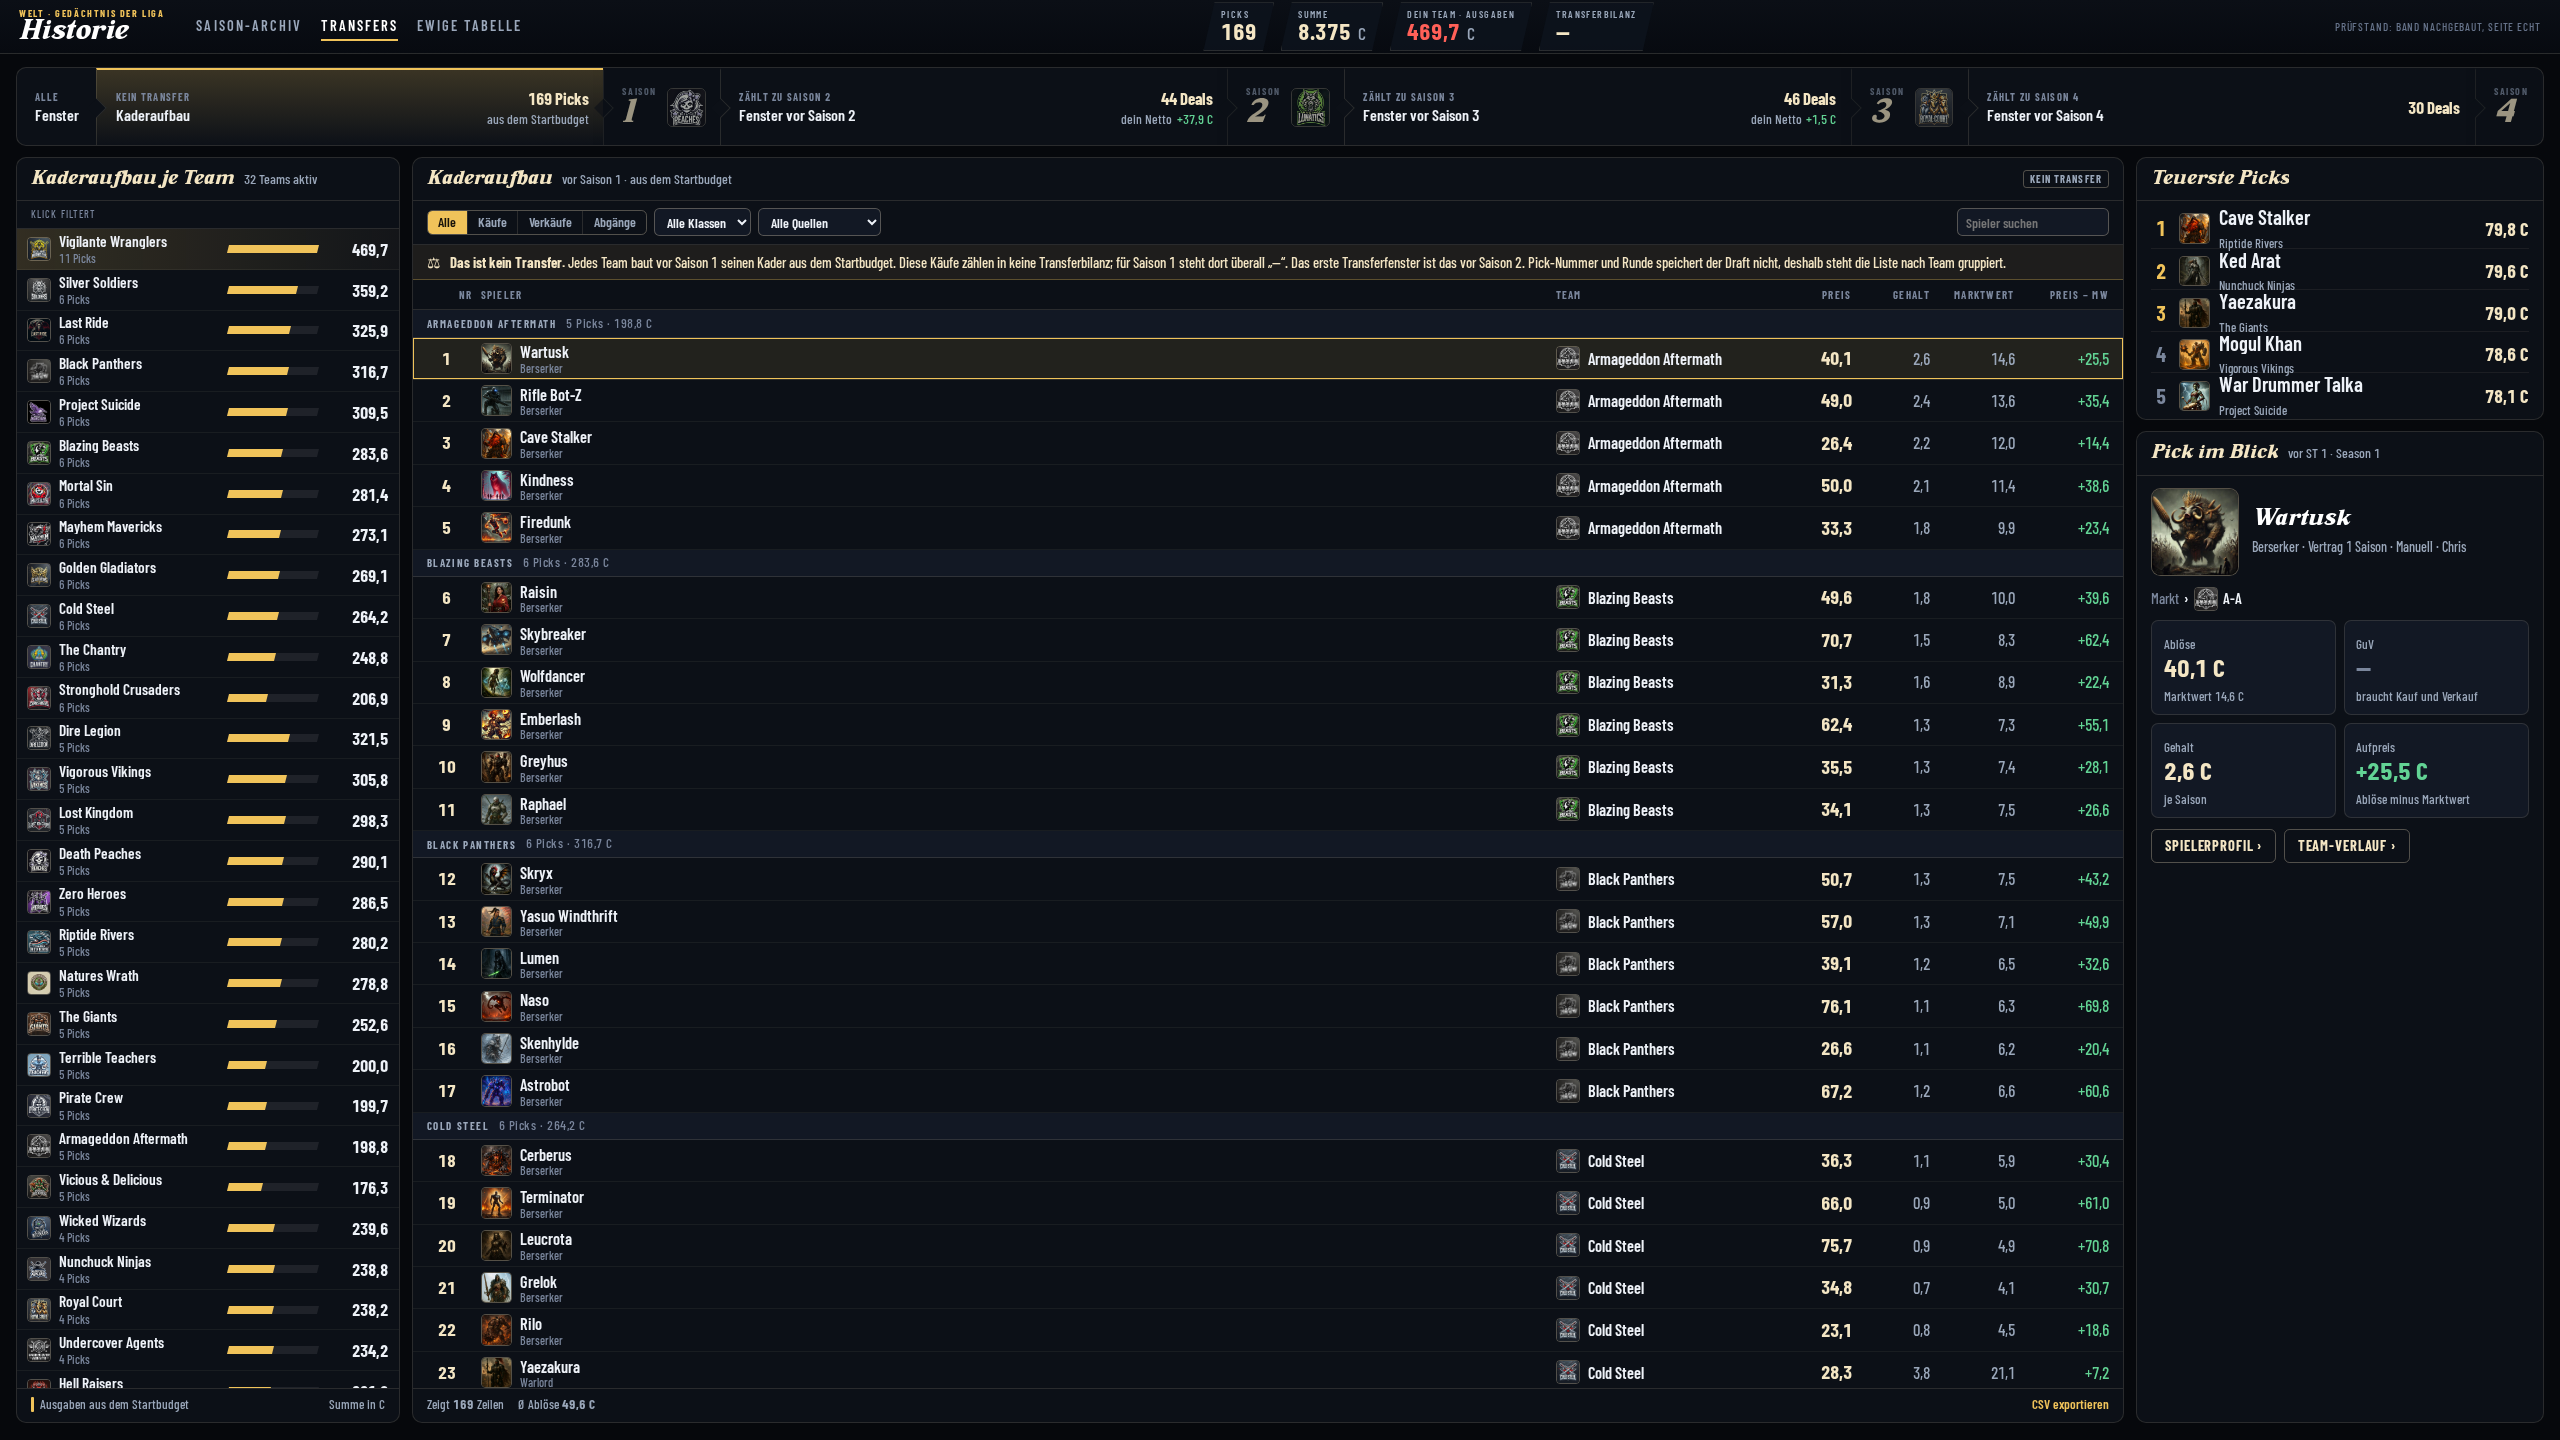 WELT · GEDÄCHTNIS DER LIGA
Historie
SAISON-ARCHIV TRANSFERS EWIGE TABELLE
PICKS 169
SUMME 8.375 C
DEIN TEAM · AUSGABEN 469,7 C
TRANSFERBILANZ –
PRÜFSTAND: BAND NACHGEBAUT, SEITE ECHT
ALLE Fenster
KEIN TRANSFER Kaderaufbau 169 Picks aus dem Startbudget
SAISON 1
ZÄHLT ZU SAISON 2 Fenster vor Saison 2 44 Deals dein Netto +37,9 C
SAISON 2
ZÄHLT ZU SAISON 3 Fenster vor Saison 3 46 Deals dein Netto +1,5 C
SAISON 3
ZÄHLT ZU SAISON 4 Fenster vor Saison 4 30 Deals
SAISON 4
Kaderaufbau je Team 32 Teams aktiv
KLICK FILTERT
Vigilante Wranglers 11 Picks 469,7
Silver Soldiers 6 Picks 359,2
Last Ride 6 Picks 325,9
Black Panthers 6 Picks 316,7
Project Suicide 6 Picks 309,5
Blazing Beasts 6 Picks 283,6
Mortal Sin 6 Picks 281,4
Mayhem Mavericks 6 Picks 273,1
Golden Gladiators 6 Picks 269,1
Cold Steel 6 Picks 264,2
The Chantry 6 Picks 248,8
Stronghold Crusaders 6 Picks 206,9
Dire Legion 5 Picks 321,5
Vigorous Vikings 5 Picks 305,8
Lost Kingdom 5 Picks 298,3
Death Peaches 5 Picks 290,1
Zero Heroes 5 Picks 286,5
Riptide Rivers 5 Picks 280,2
Natures Wrath 5 Picks 278,8
The Giants 5 Picks 252,6
Terrible Teachers 5 Picks 200,0
Pirate Crew 5 Picks 199,7
Armageddon Aftermath 5 Picks 198,8
Vicious & Delicious 5 Picks 176,3
Wicked Wizards 4 Picks 239,6
Nunchuck Ninjas 4 Picks 238,8
Royal Court 4 Picks 238,2
Undercover Agents 4 Picks 234,2
Hell Raisers
Ausgaben aus dem Startbudget Summe in C
Kaderaufbau vor Saison 1 · aus dem Startbudget KEIN TRANSFER
Alle Käufe Verkäufe Abgänge Alle Klassen Alle Quellen Spieler suchen
Das ist kein Transfer. Jedes Team baut vor Saison 1 seinen Kader aus dem Startbudget. Diese Käufe zählen in keine Transferbilanz; für Saison 1 steht dort überall „–“. Das erste Transferfenster ist das vor Saison 2. Pick-Nummer und Runde speichert der Draft nicht, deshalb steht die Liste nach Team gruppiert.
NR SPIELER TEAM PREIS GEHALT MARKTWERT PREIS – MW
ARMAGEDDON AFTERMATH 5 Picks · 198,8 C
1 Wartusk Berserker Armageddon Aftermath 40,1 2,6 14,6 +25,5
2 Rifle Bot-Z Berserker Armageddon Aftermath 49,0 2,4 13,6 +35,4
3 Cave Stalker Berserker Armageddon Aftermath 26,4 2,2 12,0 +14,4
4 Kindness Berserker Armageddon Aftermath 50,0 2,1 11,4 +38,6
5 Firedunk Berserker Armageddon Aftermath 33,3 1,8 9,9 +23,4
BLAZING BEASTS 6 Picks · 283,6 C
6 Raisin Berserker Blazing Beasts 49,6 1,8 10,0 +39,6
7 Skybreaker Berserker Blazing Beasts 70,7 1,5 8,3 +62,4
8 Wolfdancer Berserker Blazing Beasts 31,3 1,6 8,9 +22,4
9 Emberlash Berserker Blazing Beasts 62,4 1,3 7,3 +55,1
10 Greyhus Berserker Blazing Beasts 35,5 1,3 7,4 +28,1
11 Raphael Berserker Blazing Beasts 34,1 1,3 7,5 +26,6
BLACK PANTHERS 6 Picks · 316,7 C
12 Skryx Berserker Black Panthers 50,7 1,3 7,5 +43,2
13 Yasuo Windthrift Berserker Black Panthers 57,0 1,3 7,1 +49,9
14 Lumen Berserker Black Panthers 39,1 1,2 6,5 +32,6
15 Naso Berserker Black Panthers 76,1 1,1 6,3 +69,8
16 Skenhylde Berserker Black Panthers 26,6 1,1 6,2 +20,4
17 Astrobot Berserker Black Panthers 67,2 1,2 6,6 +60,6
COLD STEEL 6 Picks · 264,2 C
18 Cerberus Berserker Cold Steel 36,3 1,1 5,9 +30,4
19 Terminator Berserker Cold Steel 66,0 0,9 5,0 +61,0
20 Leucrota Berserker Cold Steel 75,7 0,9 4,9 +70,8
21 Grelok Berserker Cold Steel 34,8 0,7 4,1 +30,7
22 Rilo Berserker Cold Steel 23,1 0,8 4,5 +18,6
23 Yaezakura Warlord Cold Steel 28,3 3,8 21,1 +7,2
Zeigt 169 Zeilen Ø Ablöse 49,6 C CSV exportieren
Teuerste Picks
1 Cave Stalker Riptide Rivers 79,8 C
2 Ked Arat Nunchuck Ninjas 79,6 C
3 Yaezakura The Giants 79,0 C
4 Mogul Khan Vigorous Vikings 78,6 C
5 War Drummer Talka Project Suicide 78,1 C
Pick im Blick vor ST 1 · Season 1
Wartusk
Berserker · Vertrag 1 Saison · Manuell · Chris
Markt › A-A
Ablöse 40,1 C Marktwert 14,6 C
GuV – braucht Kauf und Verkauf
Gehalt 2,6 C je Saison
Aufpreis +25,5 C Ablöse minus Marktwert
SPIELERPROFIL › TEAM-VERLAUF ›